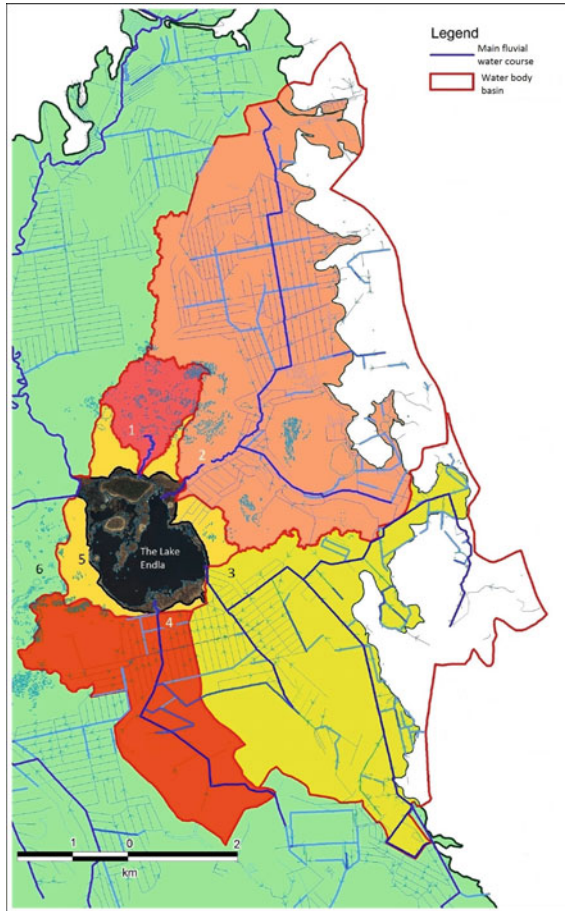 Legend
Main fluvial
water course
Water body
basin
1
2
The Lake
Endla
5
3
6
4
1 0 2
km